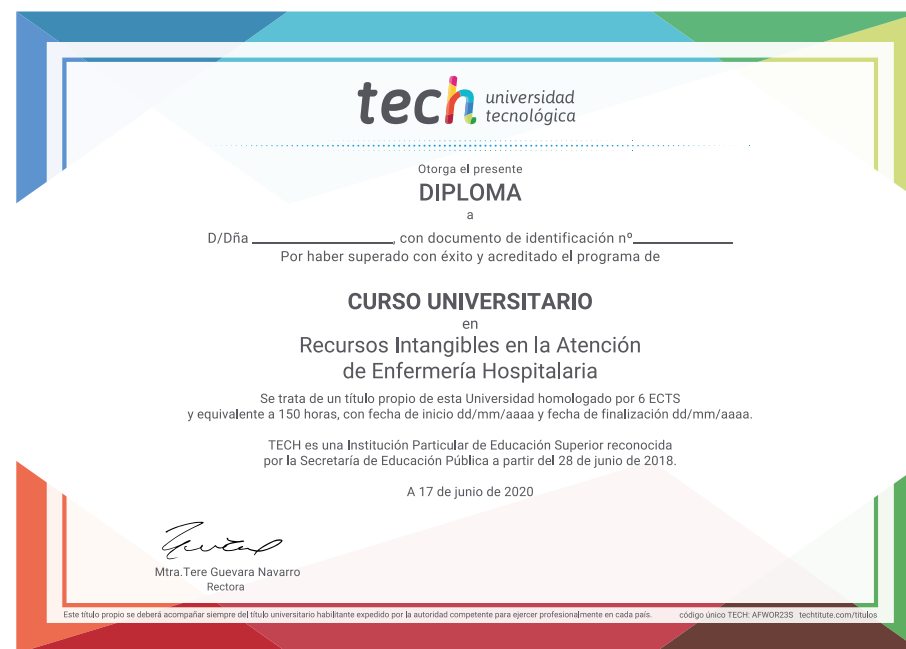 tech universidad
tecnológica
Otorga el presente
DIPLOMA
a
D/Dña ____________________, con documento de identificación nº______________
Por haber superado con éxito y acreditado el programa de
CURSO UNIVERSITARIO
en
Recursos Intangibles en la Atención
de Enfermería Hospitalaria
Se trata de un título propio de esta Universidad homologado por 6 ECTS
y equivalente a 150 horas, con fecha de inicio dd/mm/aaaa y fecha de finalización dd/mm/aaaa.
TECH es una Institución Particular de Educación Superior reconocida
por la Secretaría de Educación Pública a partir del 28 de junio de 2018.
A 17 de junio de 2020
Mtra.Tere Guevara Navarro
Rectora
Este título propio se deberá acompañar siempre del título universitario habilitante expedido por la autoridad competente para ejercer profesionalmente en cada país. código único TECH: AFWOR23S techtitute.com/titulos